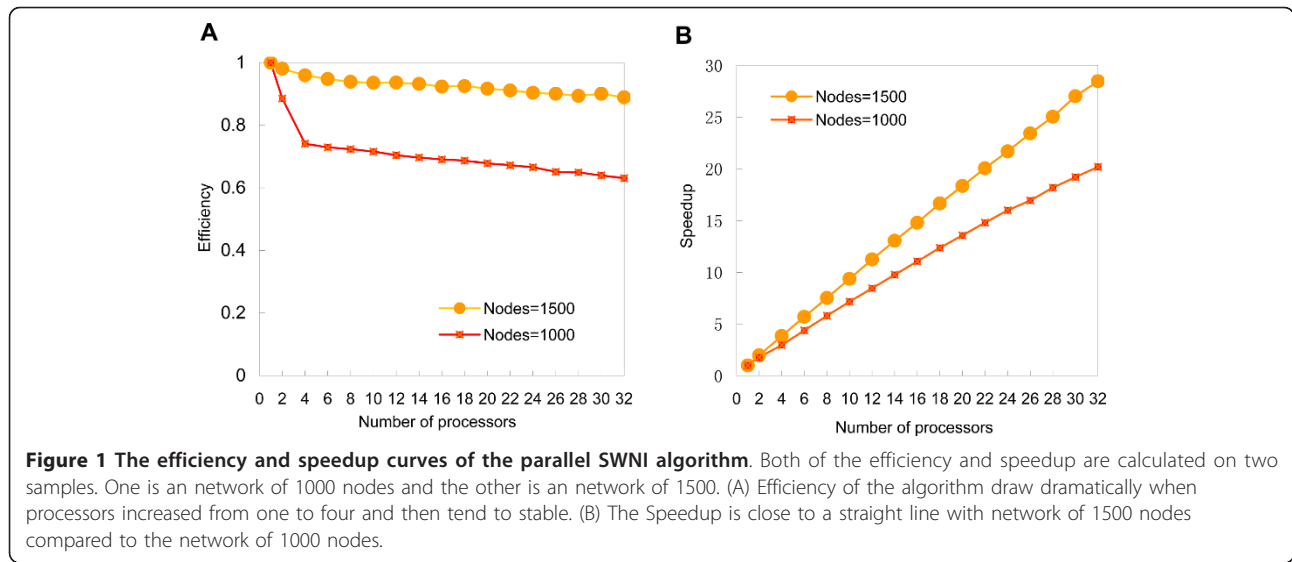 A
Efficiency
1
0.8
0.6
0.4
0.2
0
Nodes=1500
Nodes=1000
0 2 4 6 8 10 12 14 16 18 20 22 24 26 28 30 32
Number of processors
B
Speedup
30
25
20
15
10
5
0
Nodes=1500
Nodes=1000
0 2 4 6 8 10 12 14 16 18 20 22 24 26 28 30 32
Number of processors
Figure 1 The efficiency and speedup curves of the parallel SWNI algorithm. Both of the efficiency and speedup are calculated on two
samples. One is an network of 1000 nodes and the other is an network of 1500. (A) Efficiency of the algorithm draw dramatically when
processors increased from one to four and then tend to stable. (B) The Speedup is close to a straight line with network of 1500 nodes
compared to the network of 1000 nodes.